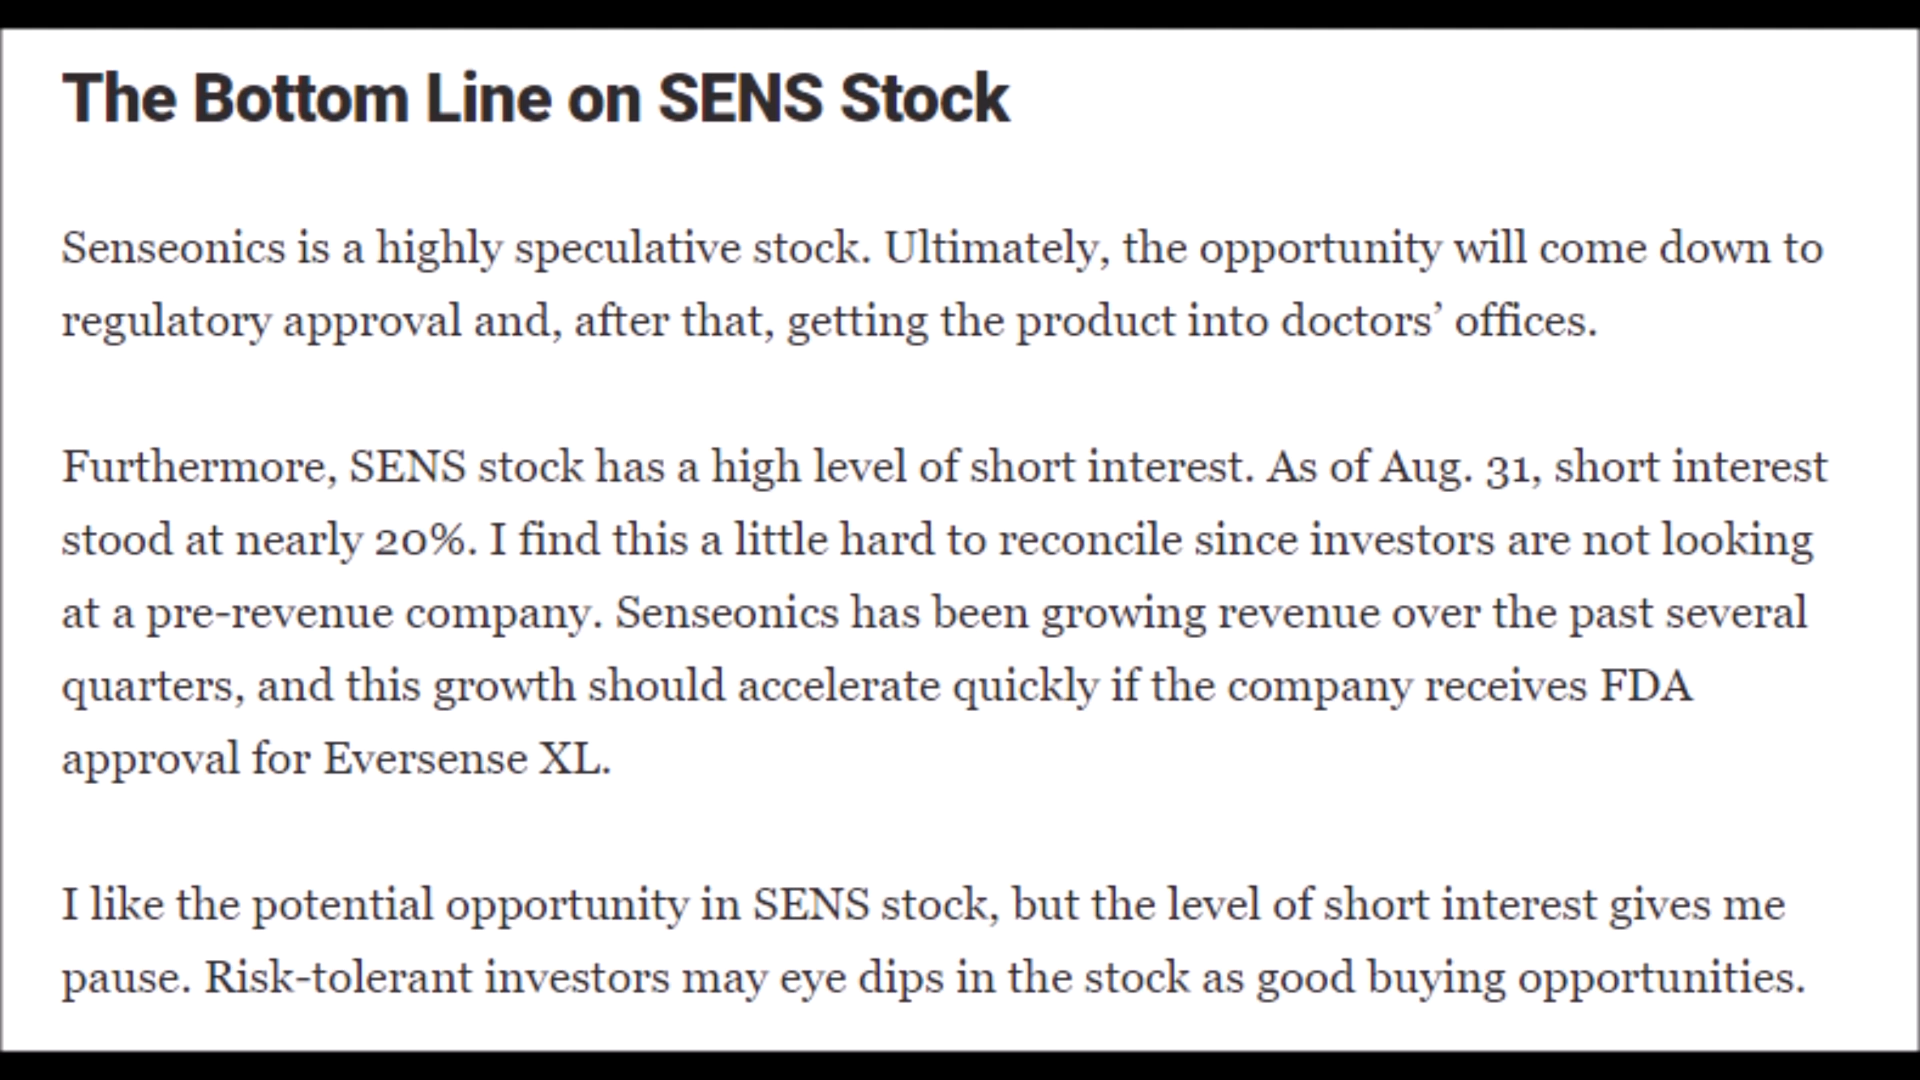 The Bottom Line on SENS Stock
Senseonics is a highly speculative stock. Ultimately, the opportunity will come down to
regulatory approval and, after that, getting the product into doctors’ offices.
Furthermore, SENS stock has a high level of short interest. As of Aug. 31, short interest
stood at nearly 20%. I find this a little hard to reconcile since investors are not looking
at a pre-revenue company. Senseonics has been growing revenue over the past several
quarters, and this growth should accelerate quickly if the company receives FDA
approval for Eversense XL.
I like the potential opportunity in SENS stock, but the level of short interest gives me
pause. Risk-tolerant investors may eye dips in the stock as good buying opportunities.